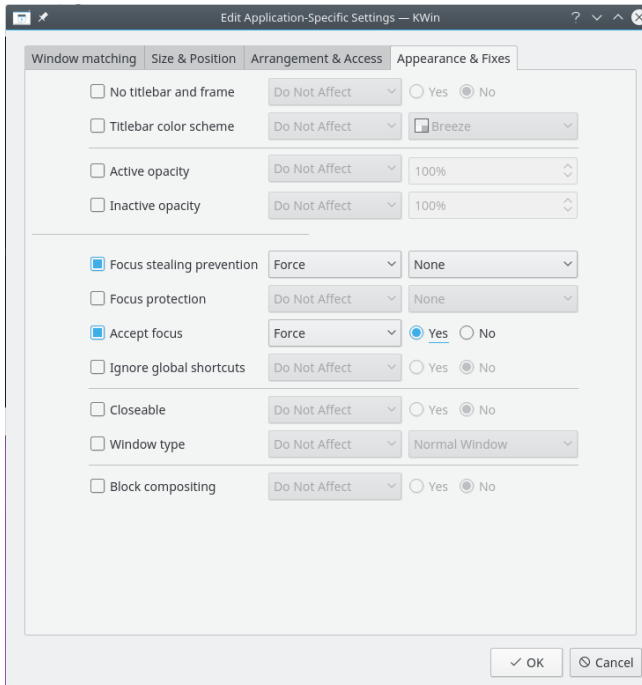 Edit Application-Specific Settings — KWin
Window matching Size & Position Arrangement & Access Appearance & Fixes
No titlebar and frame Do Not Affect Yes No
Titlebar color scheme Do Not Affect Breeze
Active opacity Do Not Affect 100%
Inactive opacity Do Not Affect 100%
Focus stealing prevention Force None
Focus protection Do Not Affect None
Accept focus Force Yes No
Ignore global shortcuts Do Not Affect Yes No
Closeable Do Not Affect Yes No
Window type Do Not Affect Normal Window
Block compositing Do Not Affect Yes No
OK Cancel